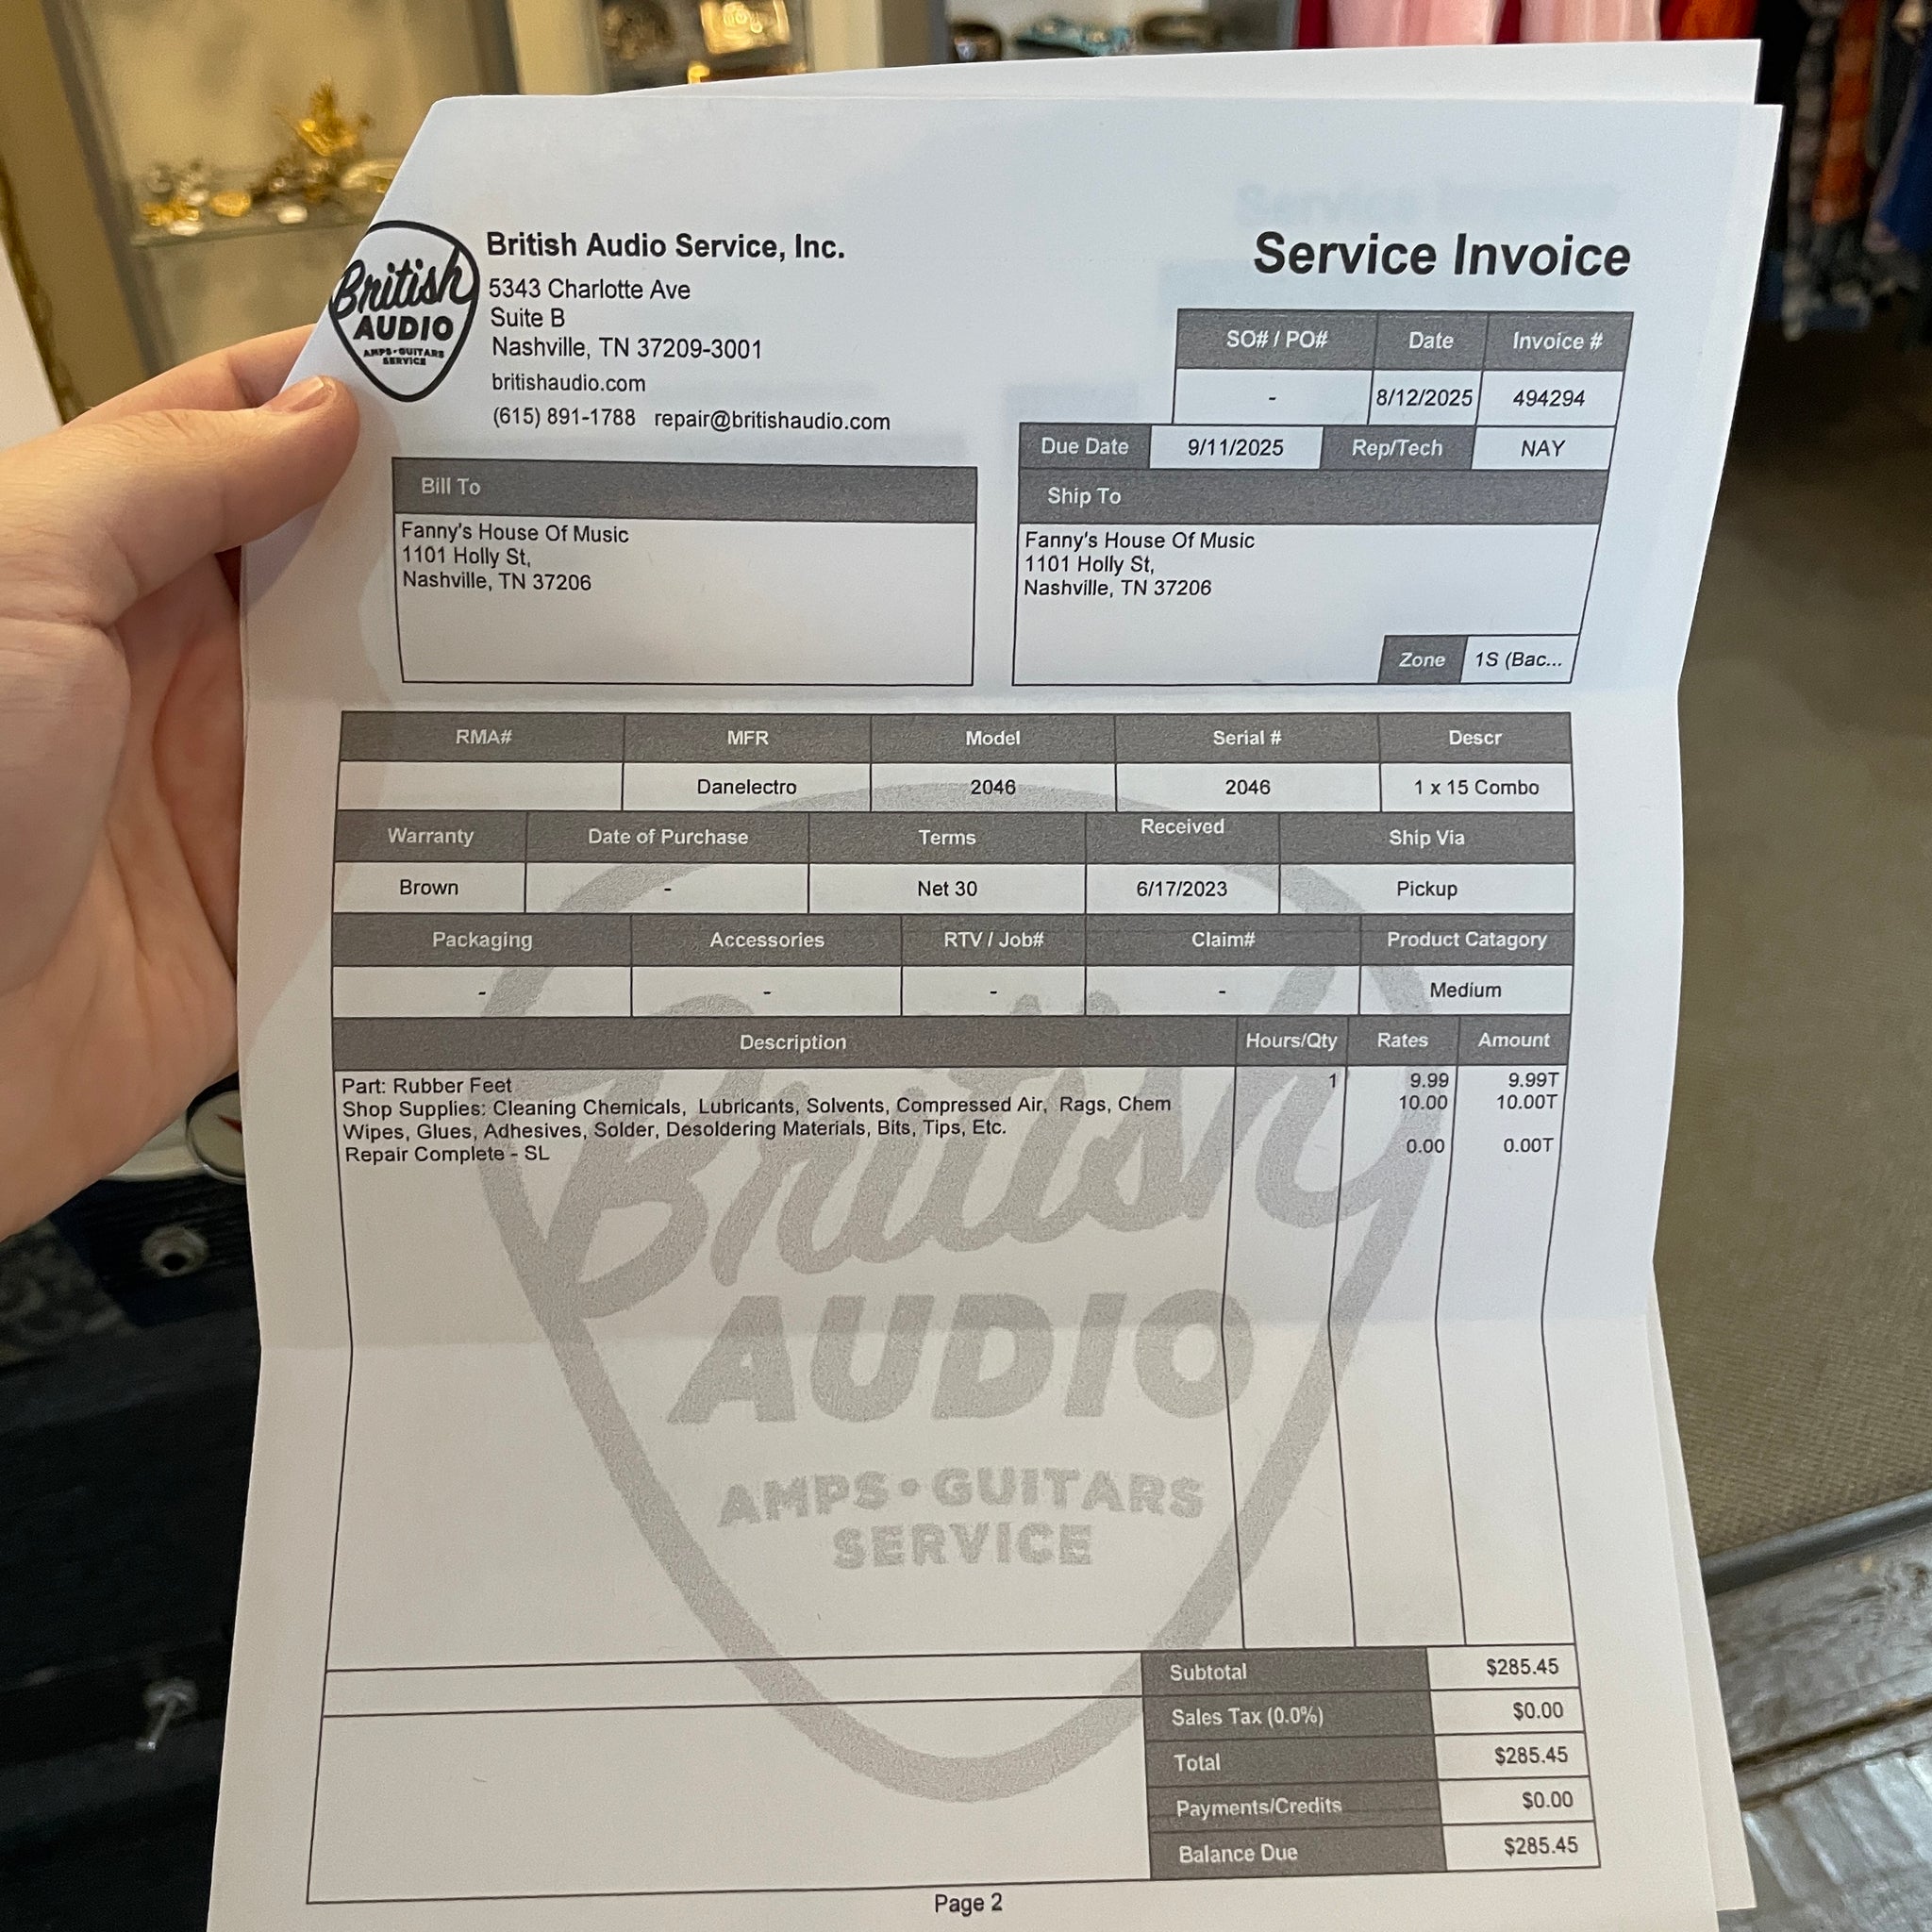 British
AUDIO
AMPS•GUITARS
SERVICE
British Audio Service, Inc.
5343 Charlotte Ave
Suite B
Nashville, TN 37209-3001
britishaudio.com
(615) 891-1788 repair@britishaudio.com
Service Invoice
SO# / PO# Date Invoice #
- 8/12/2025 494294
Due Date 9/11/2025 Rep/Tech NAY
Bill To
Fanny's House Of Music
1101 Holly St,
Nashville, TN 37206
Ship To
Fanny's House Of Music
1101 Holly St,
Nashville, TN 37206
Zone 1S (Bac...
RMA# MFR Model Serial # Descr
Danelectro 2046 2046 1 x 15 Combo
Warranty Date of Purchase Terms Received Ship Via
Brown - Net 30 6/17/2023 Pickup
Packaging Accessories RTV / Job# Claim# Product Catagory
- - - - Medium
Description Hours/Qty Rates Amount
Part: Rubber Feet 1 9.99 9.99T
Shop Supplies: Cleaning Chemicals, Lubricants, Solvents, Compressed Air, Rags, Chem 10.00 10.00T
Wipes, Glues, Adhesives, Solder, Desoldering Materials, Bits, Tips, Etc.
Repair Complete - SL 0.00 0.00T
British
AUDIO
AMPS•GUITARS
SERVICE
Subtotal $285.45
Sales Tax (0.0%) $0.00
Total $285.45
Payments/Credits $0.00
Balance Due $285.45
Page 2